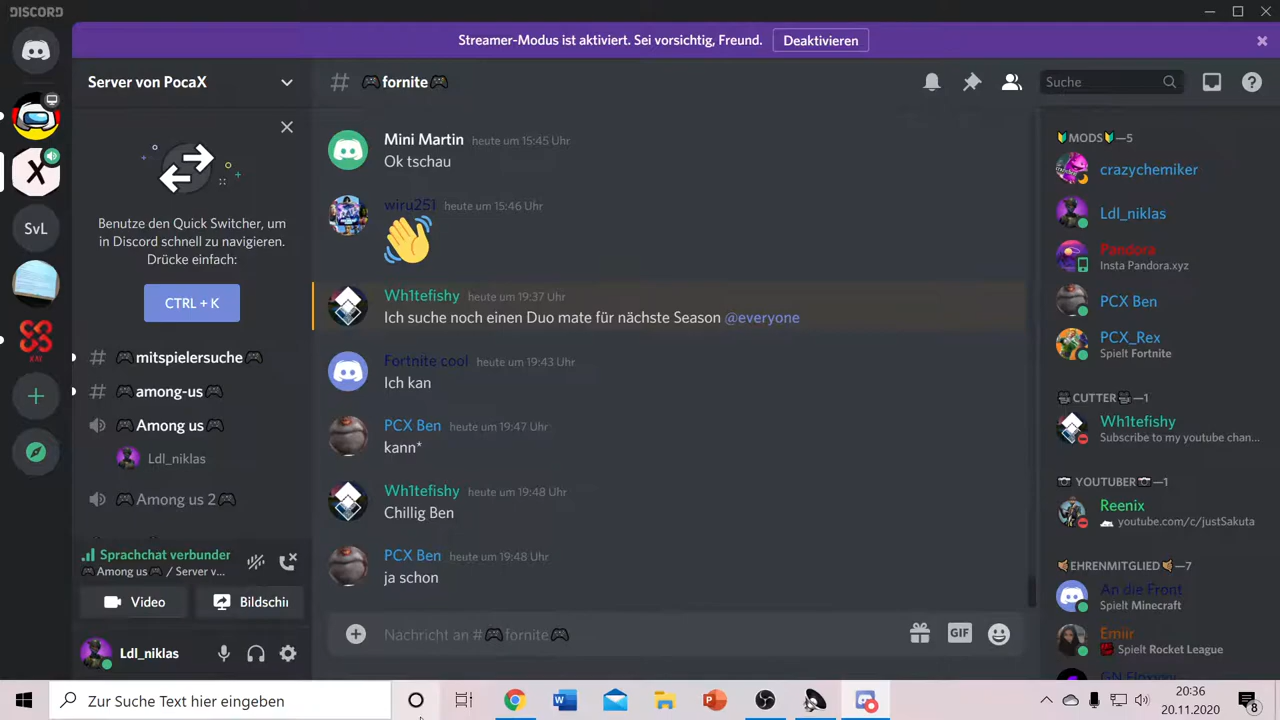 DISCORD
Streamer-Modus ist aktiviert. Sei vorsichtig, Freund.
Deaktivieren
Server von PocaX
SvL
KAI
Benutze den Quick Switcher, um
in Discord schnell zu navigieren.
Drücke einfach:
CTRL + K
# 🎮mitspielersuche🎮
# 🎮among-us🎮
🎮Among us🎮
Ldl_niklas
🎮Among us 2🎮
Sprachchat verbunden
🎮Among us🎮 / Server v...
Video
Bildschi
Ldl_niklas
# 🎮fornite🎮
Suche
Mini Martin heute um 15:45 Uhr
Ok tschau
wiru251 heute um 15:46 Uhr
👋
Wh1tefishy heute um 19:37 Uhr
Ich suche noch einen Duo mate für nächste Season @everyone
Fortnite cool heute um 19:43 Uhr
Ich kan
PCX Ben heute um 19:47 Uhr
kann*
Wh1tefishy heute um 19:48 Uhr
Chillig Ben
PCX Ben heute um 19:48 Uhr
ja schon
Nachricht an #🎮fornite🎮
GIF
🔰MODS🔰—5
crazychemiker
Ldl_niklas
Pandora
Insta Pandora.xyz
PCX Ben
PCX_Rex
Spielt Fortnite
CUTTER —1
Wh1tefishy
Subscribe to my youtube chan...
YOUTUBER —1
Reenix
youtube.com/c/justSakuta
EHRENMITGLIED —7
An die Front
Spielt Minecraft
Emiir
Spielt Rocket League
Zur Suche Text hier eingeben
20:36
20.11.2020
8